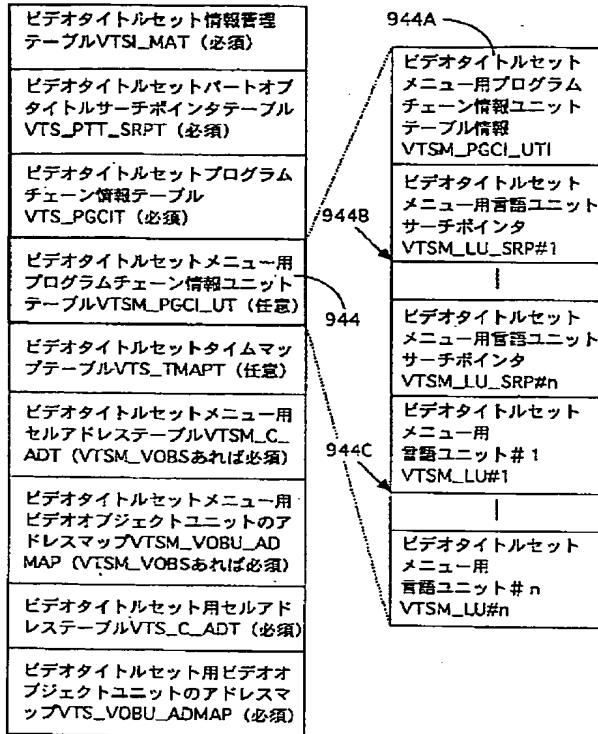 ビデオタイトルセット情報管理
テーブルVTSI_MAT（必須）
ビデオタイトルセットパートオブ
タイトルサーチポインタテーブル
VTS_PTT_SRPT（必須）
ビデオタイトルセットプログラム
チェーン情報テーブル
VTS_PGCIT（必須）
ビデオタイトルセットメニュー用
プログラムチェーン情報ユニット
テーブルVTSM_PGCI_UT（任意）
ビデオタイトルセットタイムマッ
プテーブルVTS_TMAPT（任意）
ビデオタイトルセットメニュー用
セルアドレステーブルVTSM_C_
ADT（VTSM_VOBSあれば必須）
ビデオタイトルセットメニュー用
ビデオオブジェクトユニットのア
ドレスマップVTSM_VOBU_AD
MAP（VTSM_VOBSあれば必須）
ビデオタイトルセット用セルアド
レステーブルVTS_C_ADT（必須）
ビデオタイトルセット用ビデオオ
ブジェクトユニットのアドレスマ
ップVTS_VOBU_ADMAP（必須）
944A
944B
944
944C
ビデオタイトルセット
メニュー用プログラム
チェーン情報ユニット
テーブル情報
VTSM_PGCI_UTI
ビデオタイトルセット
メニュー用言語ユニット
サーチポインタ
VTSM_LU_SRP#1
ビデオタイトルセット
メニュー用言語ユニット
サーチポインタ
VTSM_LU_SRP#n
ビデオタイトルセット
メニュー用
言語ユニット＃1
VTSM_LU#1
ビデオタイトルセット
メニュー用
言語ユニット＃n
VTSM_LU#n